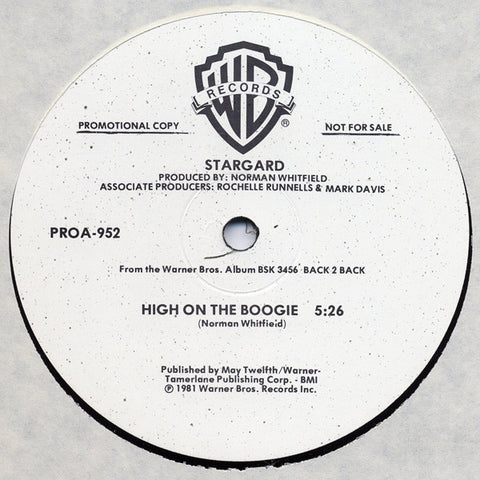 WB
RECORDS
®
PROMOTIONAL COPY
NOT FOR SALE
STARGARD
PRODUCED BY: NORMAN WHITFIELD
ASSOCIATE PRODUCERS: ROCHELLE RUNNELLS & MARK DAVIS
PROA-952
From the Warner Bros. Album BSK 3456 BACK 2 BACK
HIGH ON THE BOOGIE 5:26
(Norman Whitfield)
Published by May Twelfth/Warner-
Tamerlane Publishing Corp. - BMI
℗ 1981 Warner Bros. Records Inc.